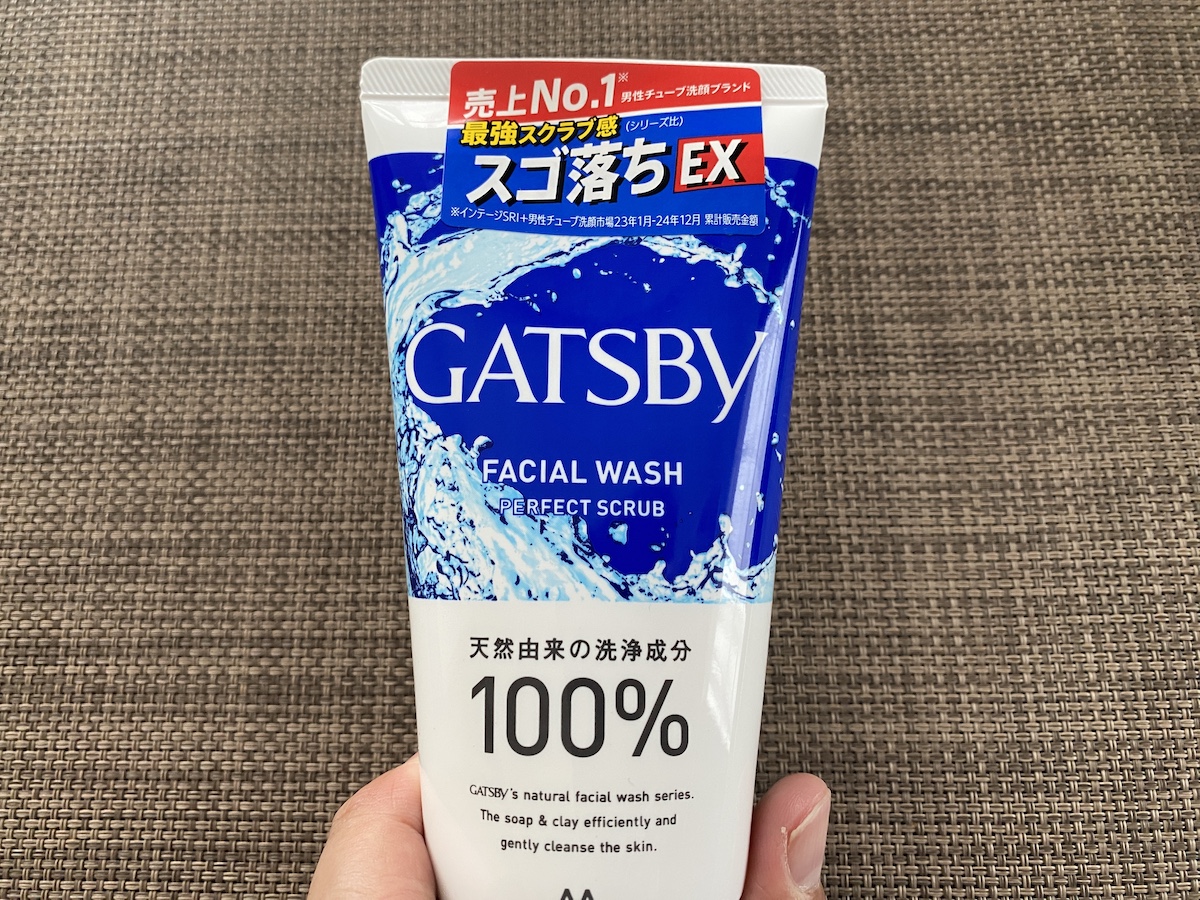 売上No.1※ 男性チューブ洗顔ブランド
最強スクラブ感 (シリーズ比)
スゴ落ちEX
※インテージSRI+男性チューブ洗顔市場23年1月-24年12月 累計販売金額
GATSBY
FACIAL WASH
PERFECT SCRUB
天然由来の洗浄成分
100%
GATSBY's natural facial wash series.
The soap & clay efficiently and
gently cleanse the skin.